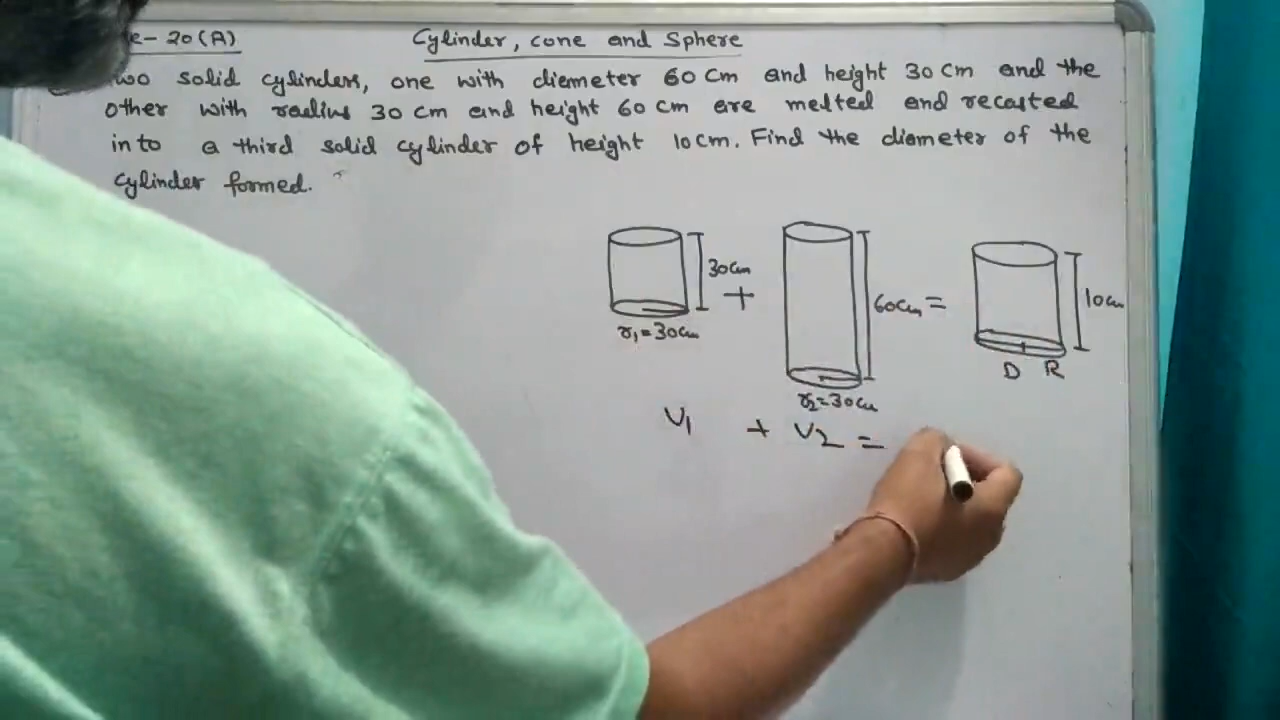 e-20(A)
Cylinder, cone and Sphere
wo solid cylinders, one with diameter 60 cm and height 30 cm and the
other with radius 30 cm and height 60 cm are melted and recasted
into a third solid cylinder of height 10cm. Find the diameter of the
cylinder formed.
30cm
+
60cm =
10cm
r₁=30cm
D R
r₂=30cm
V₁ + V₂ =